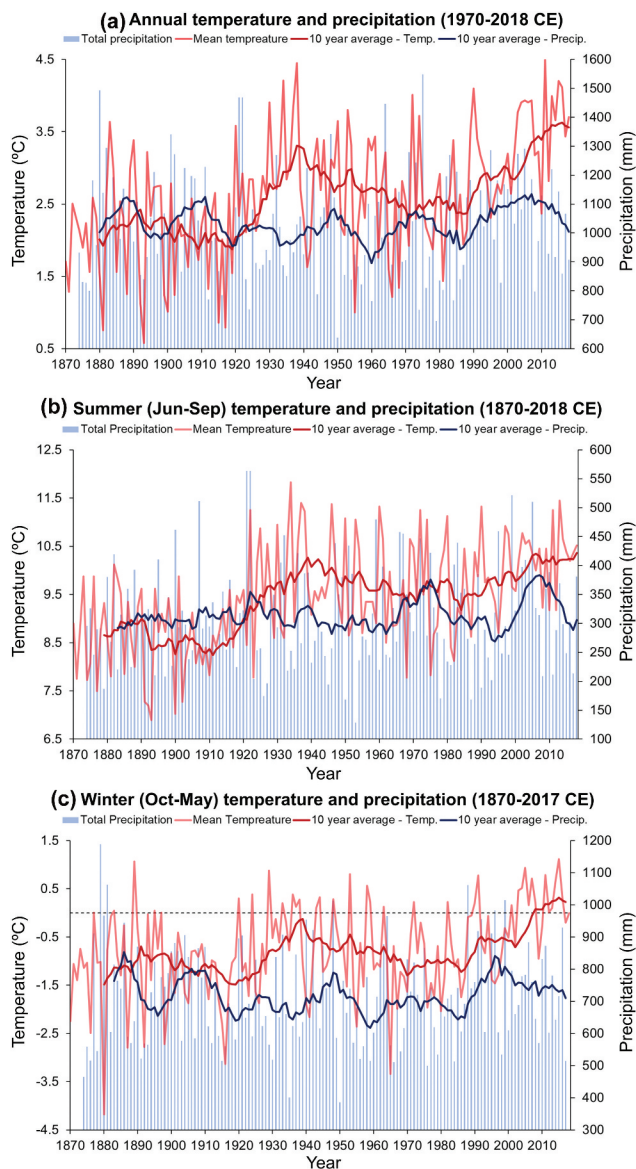 (a) Annual temperature and precipitation (1970-2018 CE)
Total precipitation Mean tempreature 10 year average - Temp. 10 year average - Precip.
4.5
3.5
2.5
1.5
0.5
Temperature (ºC)
1600
1500
1400
1300
1200
1100
1000
900
800
700
600
Precipitation (mm)
1870 1880 1890 1900 1910 1920 1930 1940 1950 1960 1970 1980 1990 2000 2010
Year
(b) Summer (Jun-Sep) temperature and precipitation (1870-2018 CE)
Total Precipitation Mean Tempreature 10 year average - Temp. 10 year average - Precip.
12.5
11.5
10.5
9.5
8.5
7.5
6.5
Temperature (ºC)
600
550
500
450
400
350
300
250
200
150
100
Precipitation (mm)
1870 1880 1890 1900 1910 1920 1930 1940 1950 1960 1970 1980 1990 2000 2010
Year
(c) Winter (Oct-May) temperature and precipitation (1870-2017 CE)
Total Precipitation Mean Tempreature 10 year average - Temp. 10 year average - Precip.
1.5
0.5
-0.5
-1.5
-2.5
-3.5
-4.5
Temperature (ºC)
1200
1100
1000
900
800
700
600
500
400
300
Precipitation (mm)
1870 1880 1890 1900 1910 1920 1930 1940 1950 1960 1970 1980 1990 2000 2010
Year